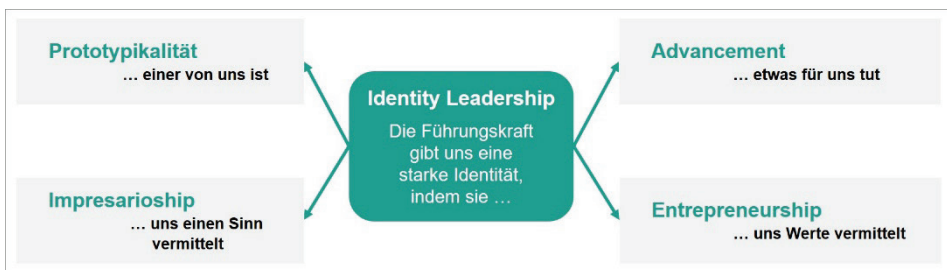 Prototypikalität
… einer von uns ist
Impresarioship
… uns einen Sinn
vermittelt
Identity Leadership
Die Führungskraft
gibt uns eine
starke Identität,
indem sie …
Advancement
… etwas für uns tut
Entrepreneurship
… uns Werte vermittelt